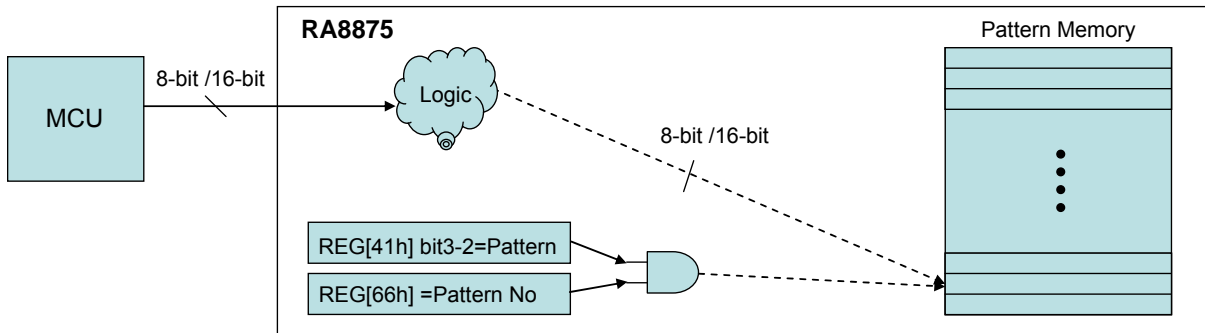 RA8875
Pattern Memory
8-bit /16-bit
MCU
Logic
8-bit /16-bit
REG[41h] bit3-2=Pattern
REG[66h] =Pattern No